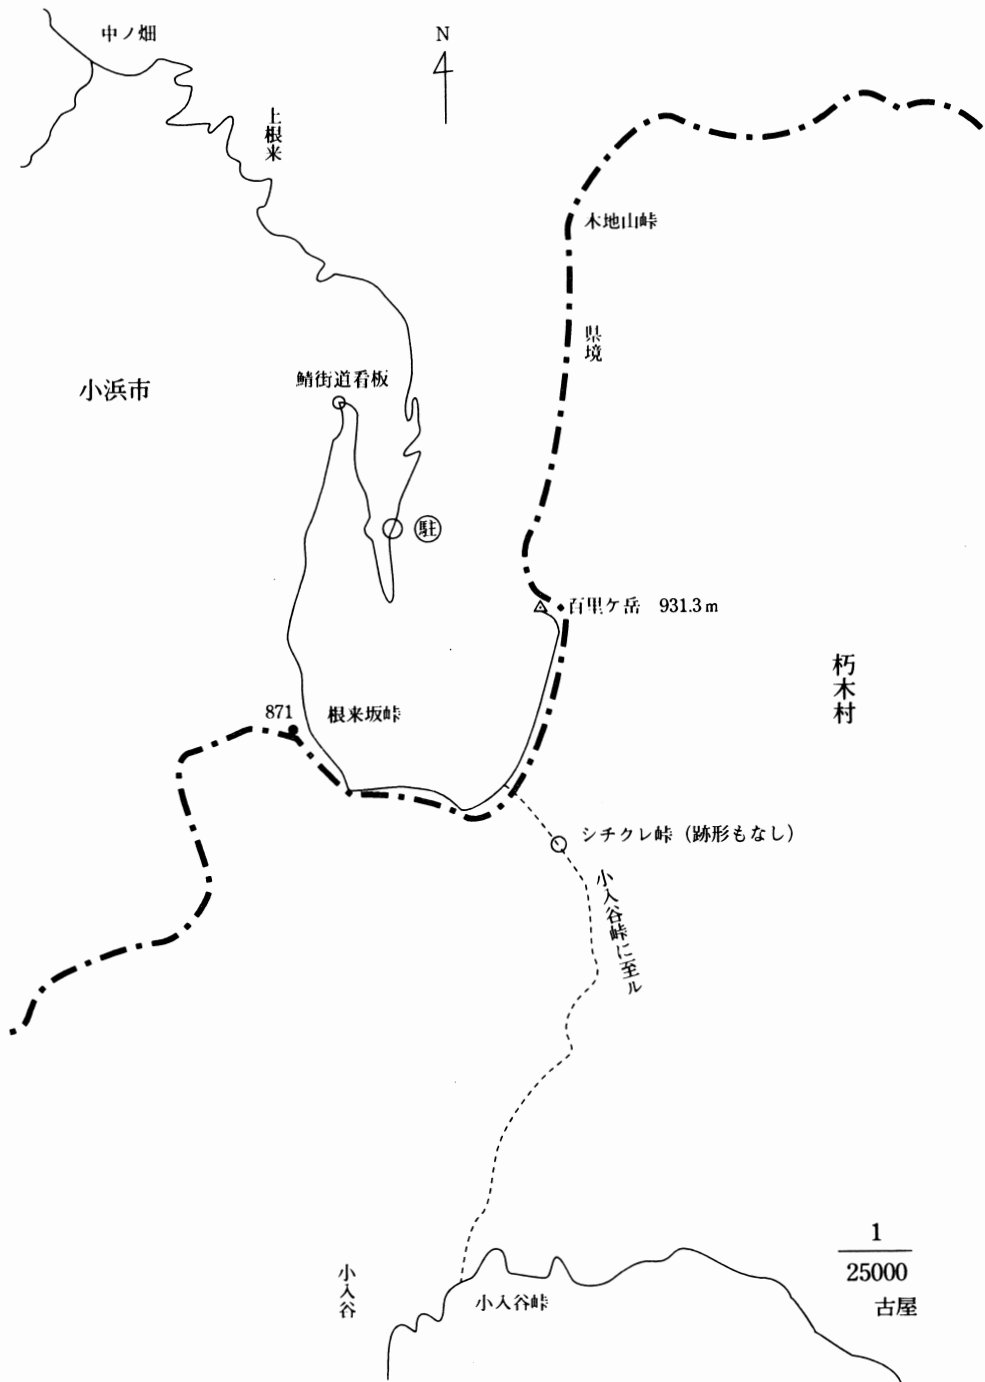 中ノ畑
N
上根来
木地山峠
県境
鯖街道看板
小浜市
駐
百里ケ岳 931.3m
朽木村
871
根来坂峠
シチクレ峠（跡形もなし）
小入谷峠に至ル
1
25000
古屋
小入谷
小入谷峠